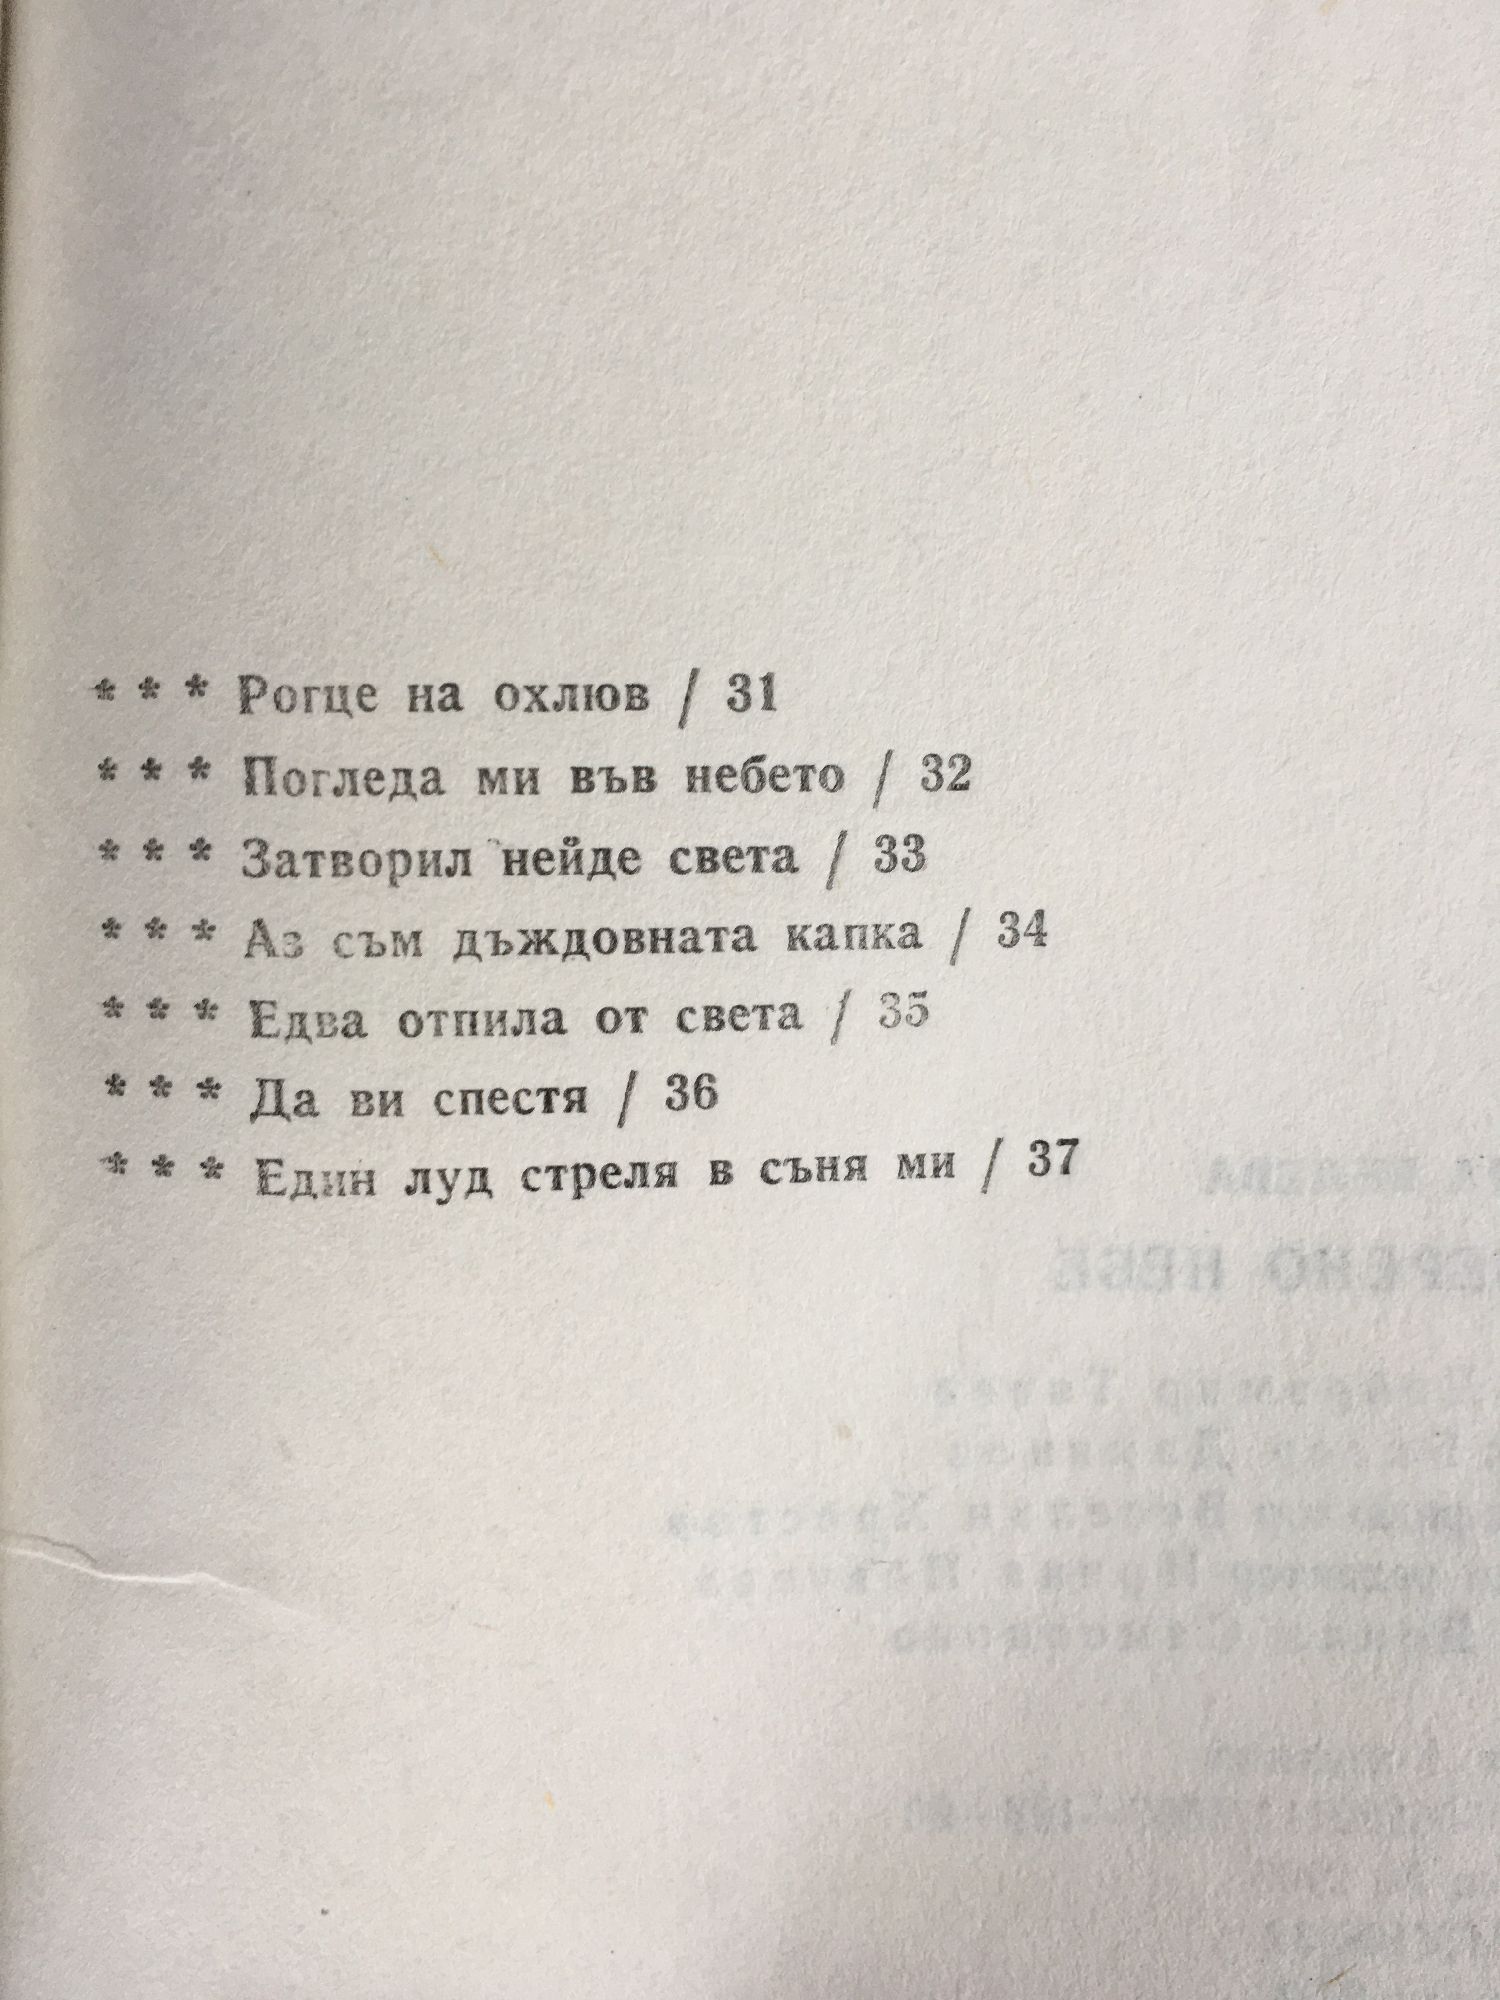 * * * Рогце на охлюв / 31
* * * Погледа ми във небето / 32
* * * Затворил нейде света / 33
* * * Аз съм дъждовната капка / 34
* * * Едва отпила от света / 35
* * * Да ви спестя / 36
* * * Един луд стреля в съня ми / 37